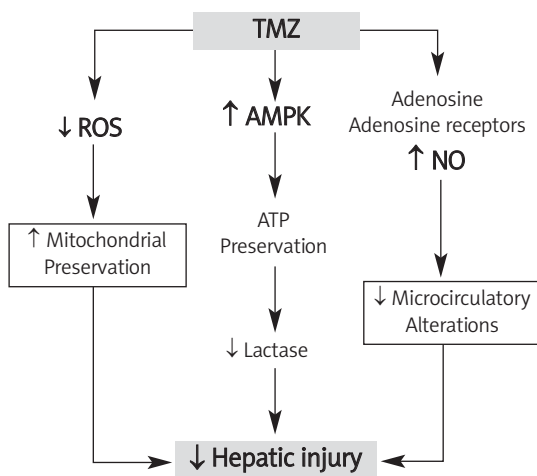 TMZ
↓ ROS
↑ Mitochondrial
Preservation
↑ AMPK
ATP
Preservation
↓ Lactase
Adenosine
Adenosine receptors
↑ NO
↓ Microcirculatory
Alterations
↓ Hepatic injury